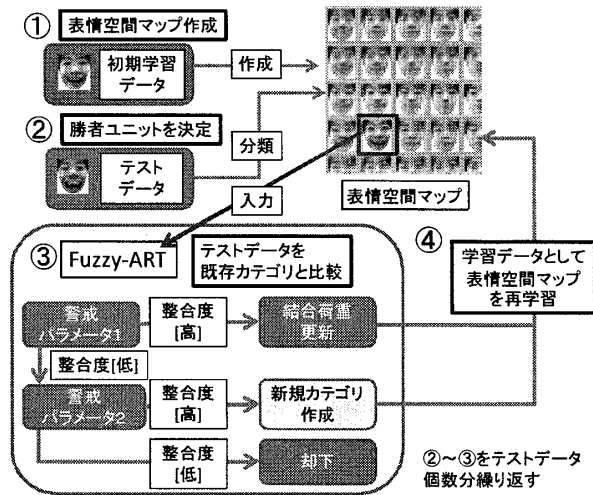 ① 表情空間マップ作成
初期学習
データ
作成
② 勝者ユニットを決定
テスト
データ
分類
入力
表情空間マップ
③ Fuzzy-ART
テストデータを
既存カテゴリと比較
④
学習データとして
表情空間マップ
を再学習
警戒
パラメータ1
整合度
[高]
結合荷重
更新
整合度[低]
警戒
パラメータ2
整合度
[高]
新規カテゴリ
作成
整合度
[低]
却下
②～③をテストデータ
個数分繰り返す